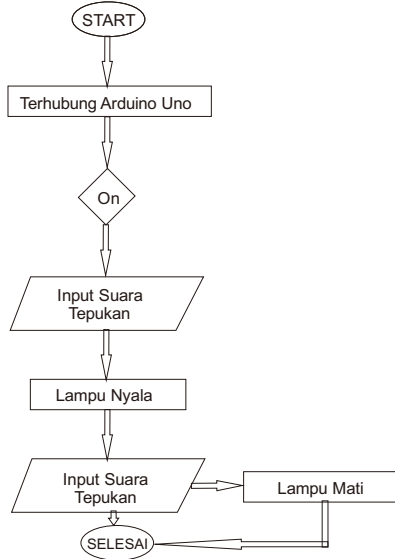 START
Terhubung Arduino Uno
On
Input Suara
Tepukan
Lampu Nyala
Input Suara
Tepukan
Lampu Mati
SELESAI